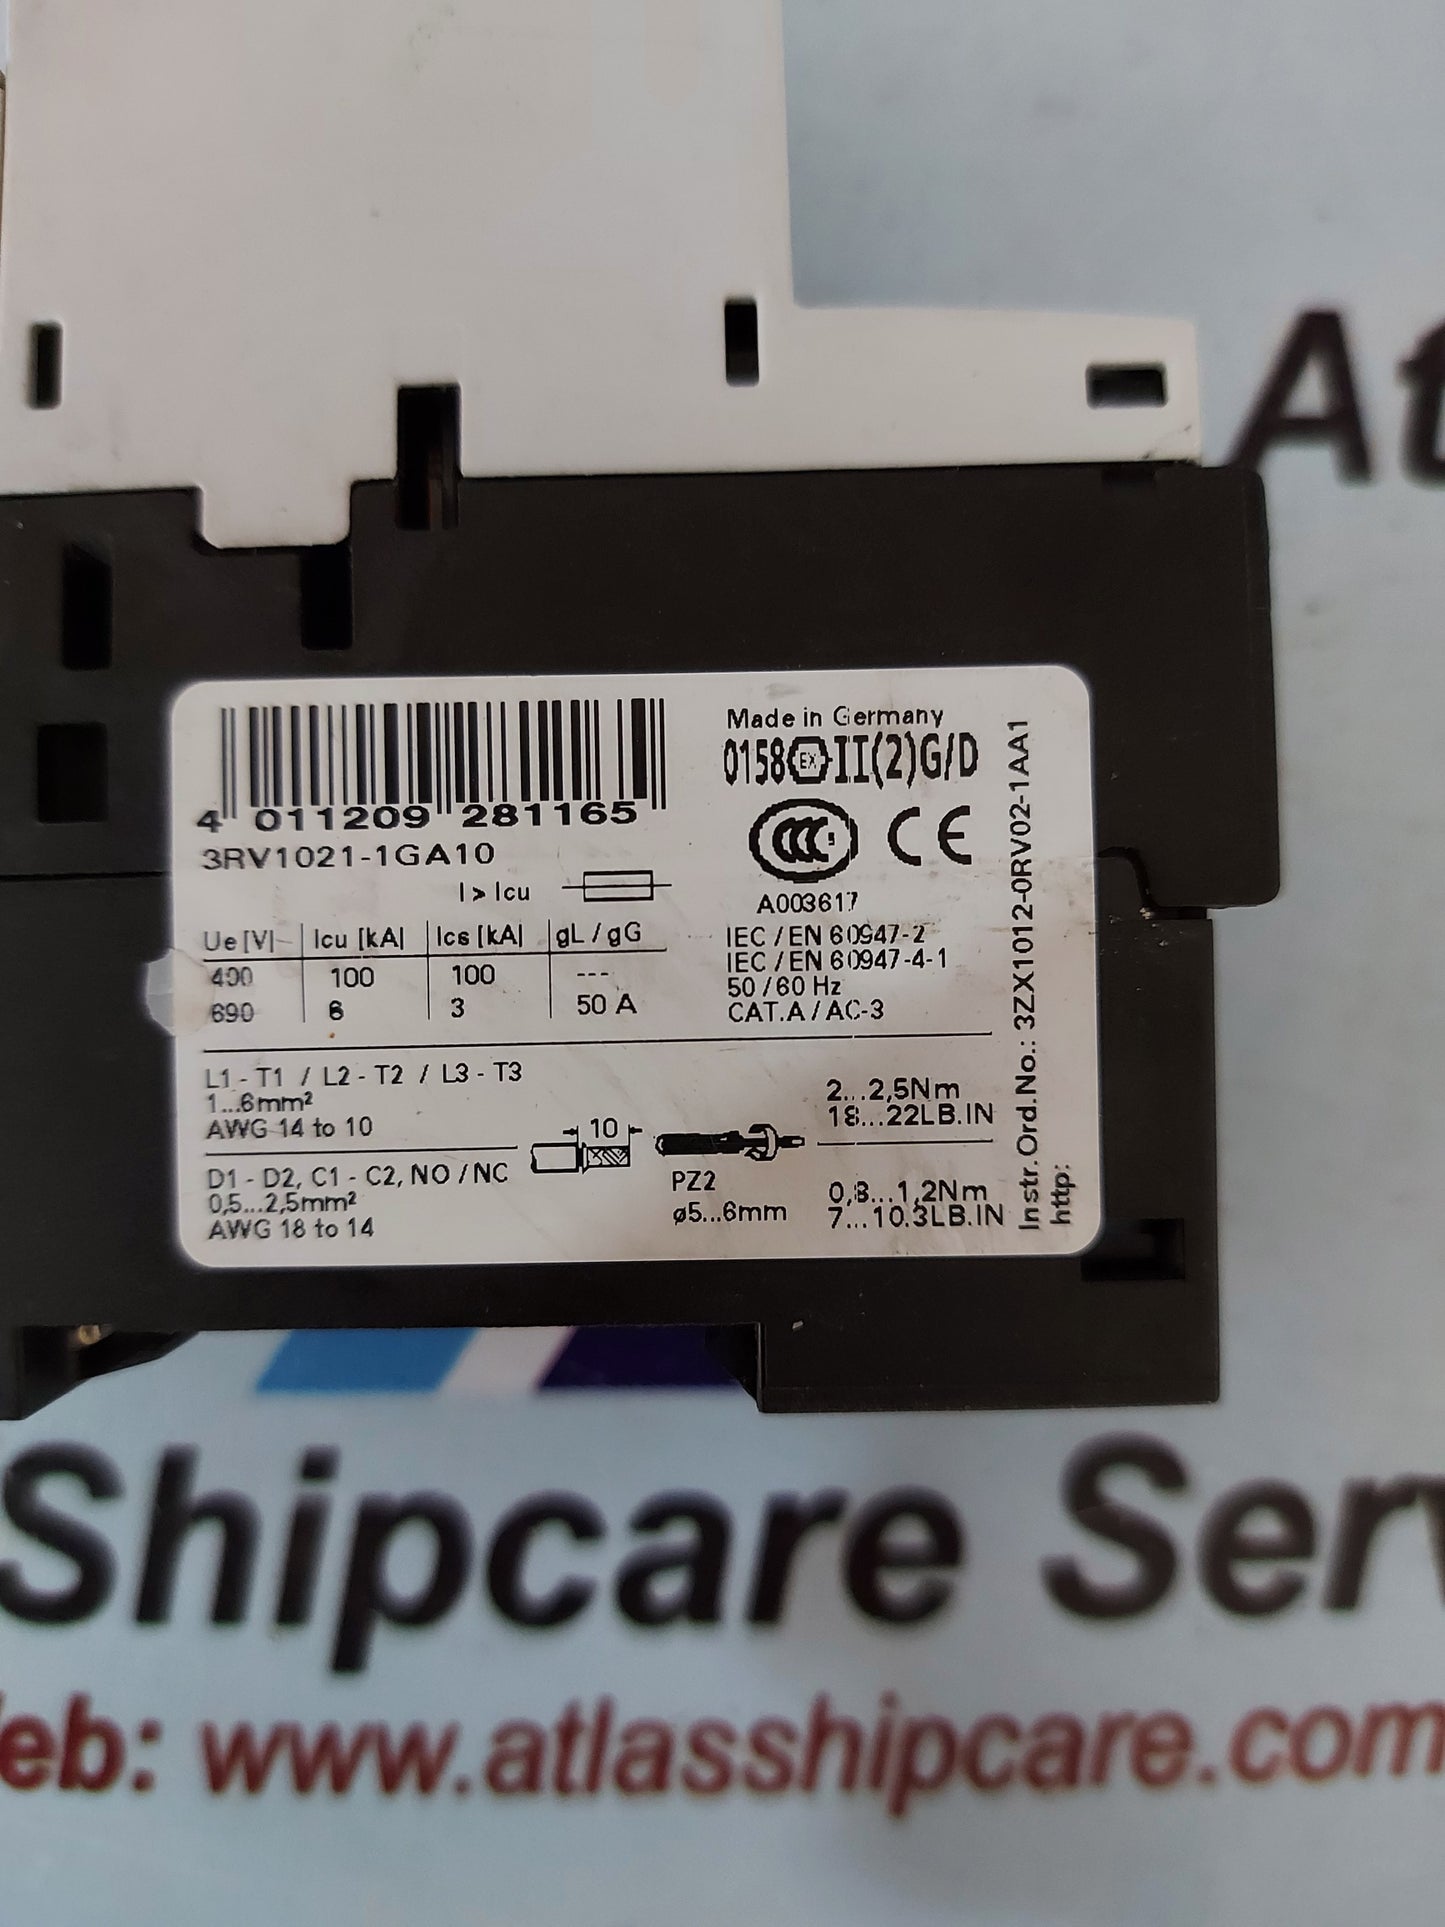 At
4 011209 281165
3RV1021-1GA10
I > Icu
Ue [V] Icu [kA] Ics [kA] gL / gG
400 100 100 ---
690 6 3 50 A
Made in Germany
0158 EX II(2)G/D
CCC CE
A003617
IEC / EN 60947-2
IEC / EN 60947-4-1
50 / 60 Hz
CAT.A / AC-3
L1 - T1 / L2 - T2 / L3 - T3
1...6mm²
AWG 14 to 10
D1 - D2, C1 - C2, NO / NC
0,5...2,5mm²
AWG 18 to 14
10
PZ2
ø5...6mm
2...2,5Nm
18...22LB.IN
0,8...1,2Nm
7...10.3LB.IN
Instr.Ord.No.: 3ZX1012-0RV02-1AA1
http:
Shipcare Serv
eb: www.atlasshipcare.com